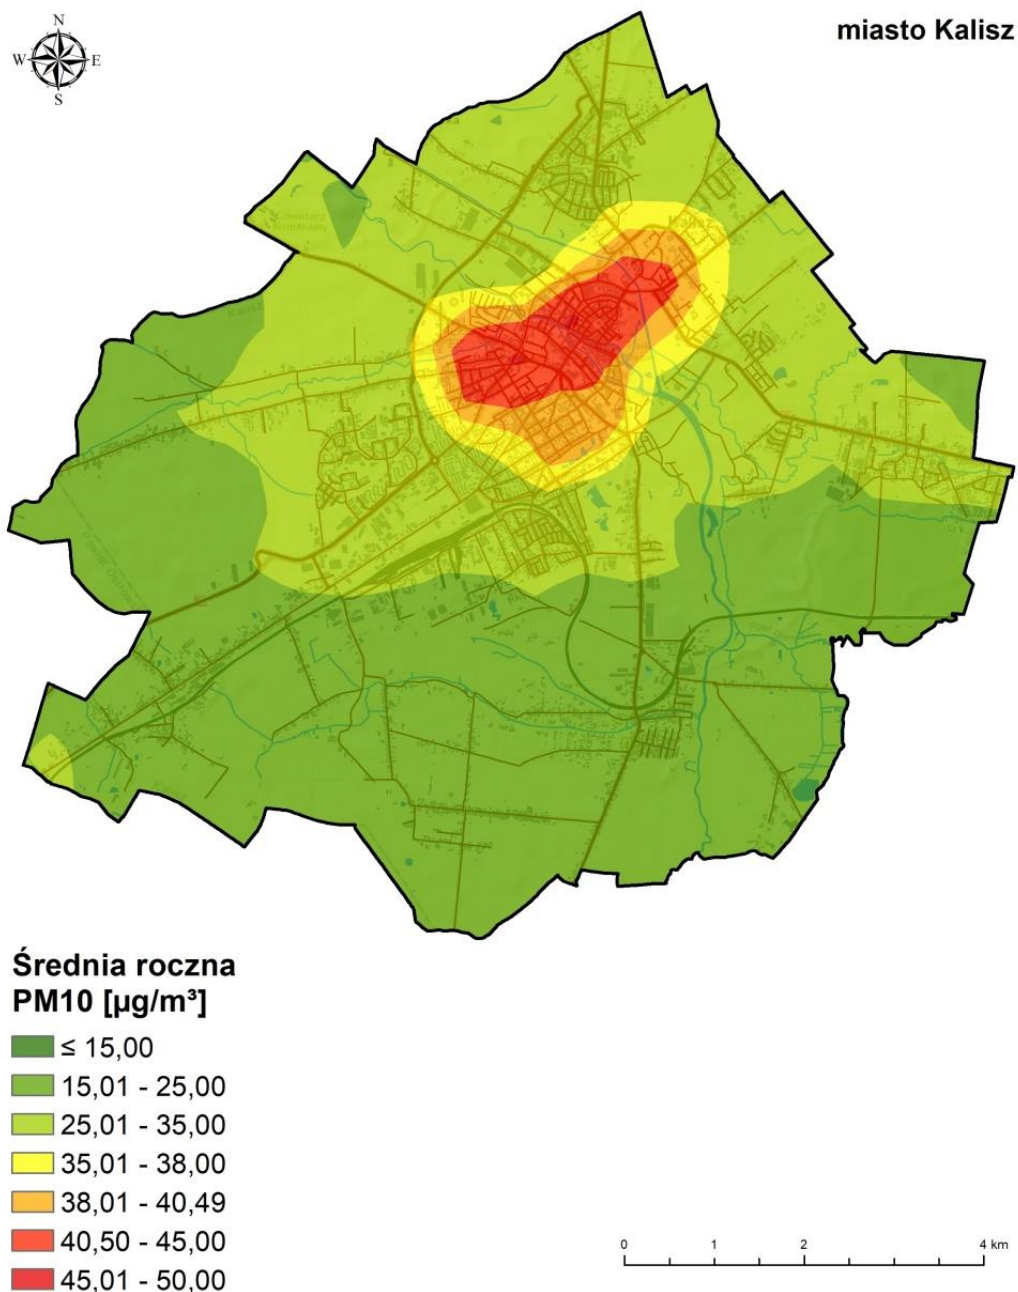 N
miasto Kalisz
W E
S
Średnia roczna
PM10 [µg/m³]
≤ 15,00
15,01 - 25,00
25,01 - 35,00
35,01 - 38,00
38,01 - 40,49
40,50 - 45,00
45,01 - 50,00
0 1 2 4 km